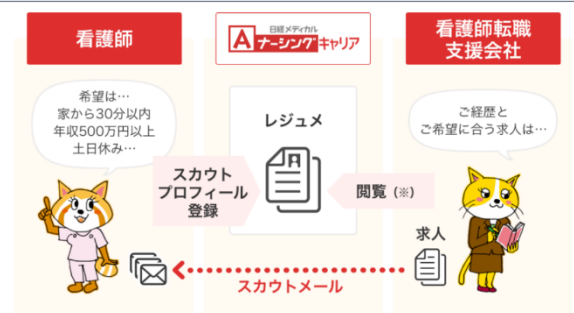 看護師
希望は…
家から30分以内
年収500万円以上
土日休み…
日経メディカル
A ナーシングキャリア
レジュメ
スカウト
プロフィール
登録
閲覧（※）
看護師転職
支援会社
ご経歴と
ご希望に合う求人は…
求人
スカウトメール